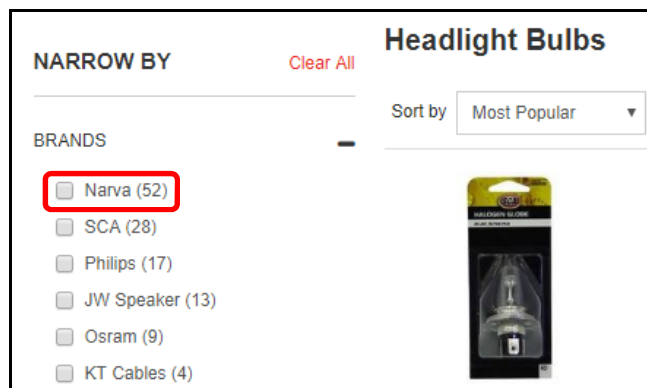 NARROW BY
Clear All
BRANDS
Narva (52)
SCA (28)
Philips (17)
JW Speaker (13)
Osram (9)
KT Cables (4)
Headlight Bulbs
Sort by
Most Popular
HALOGEN GLOBE